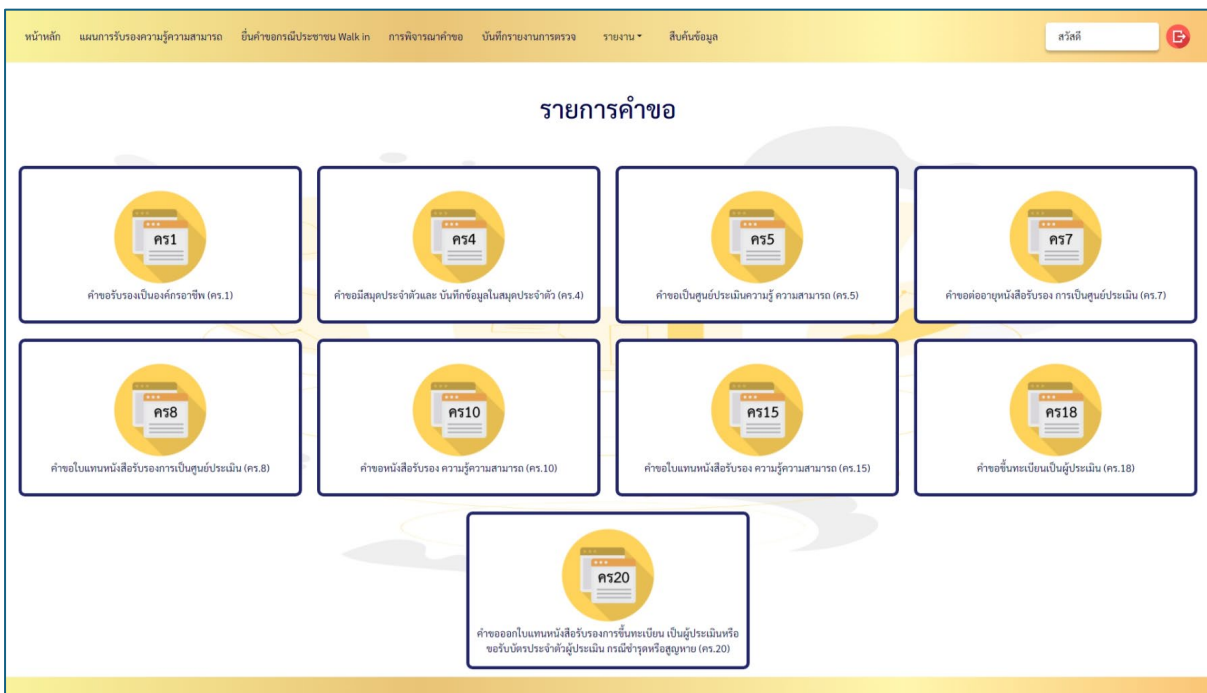 หน้าหลัก แผนการรับรองความรู้ความสามารถ ยื่นคำขอกรณีประชาชน Walk in การพิจารณาคำขอ บันทึกรายงานการตรวจ รายงาน สืบค้นข้อมูล สวัสดี
รายการคำขอ
คร1 คร4 คร5 คร7
คำขอรับรองเป็นองค์กรอาชีพ (คร.1) คำขอมีสมุดประจำตัวและ บันทึกข้อมูลในสมุดประจำตัว (คร.4) คำขอเป็นศูนย์ประเมินความรู้ ความสามารถ (คร.5) คำขอต่ออายุหนังสือรับรอง การเป็นศูนย์ประเมิน (คร.7)
คร8 คร10 คร15 คร18
คำขอใบแทนหนังสือรับรองการเป็นศูนย์ประเมิน (คร.8) คำขอหนังสือรับรอง ความรู้ความสามารถ (คร.10) คำขอใบแทนหนังสือรับรอง ความรู้ความสามารถ (คร.15) คำขอขึ้นทะเบียนเป็นผู้ประเมิน (คร.18)
คร20
คำขอออกใบแทนหนังสือรับรองการขึ้นทะเบียน เป็นผู้ประเมินหรือ
ขอรับบัตรประจำตัวผู้ประเมิน กรณีชำรุดหรือสูญหาย (คร.20)